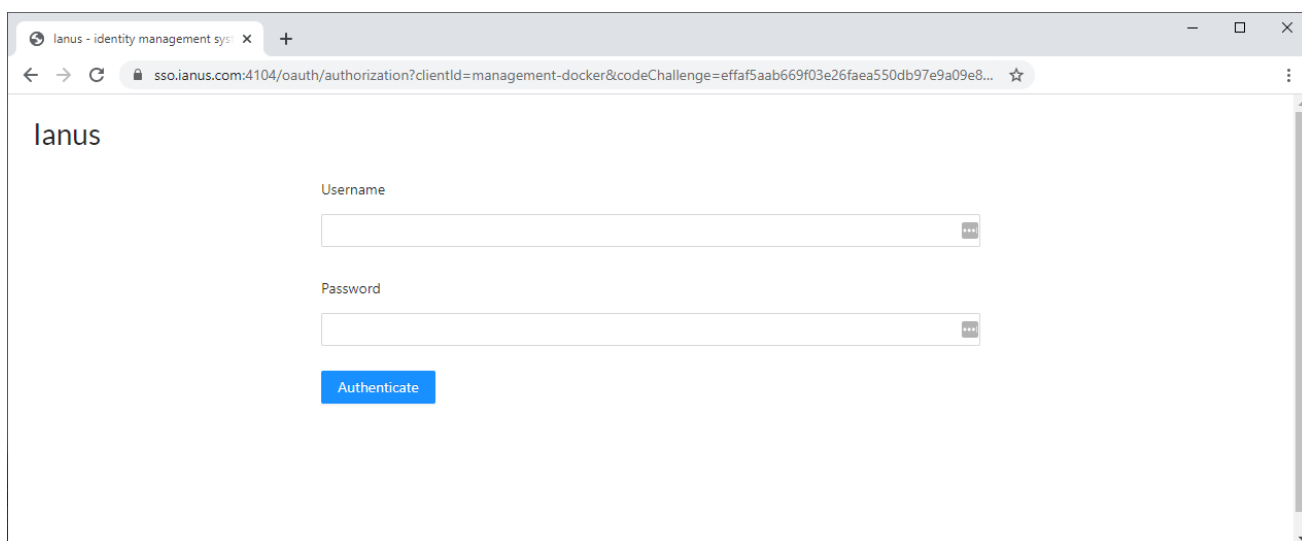 Ianus - identity management syst
sso.ianus.com:4104/oauth/authorization?clientId=management-docker&codeChallenge=effaf5aab669f03e26faea550db97e9a09e8...
Ianus
Username
Password
Authenticate